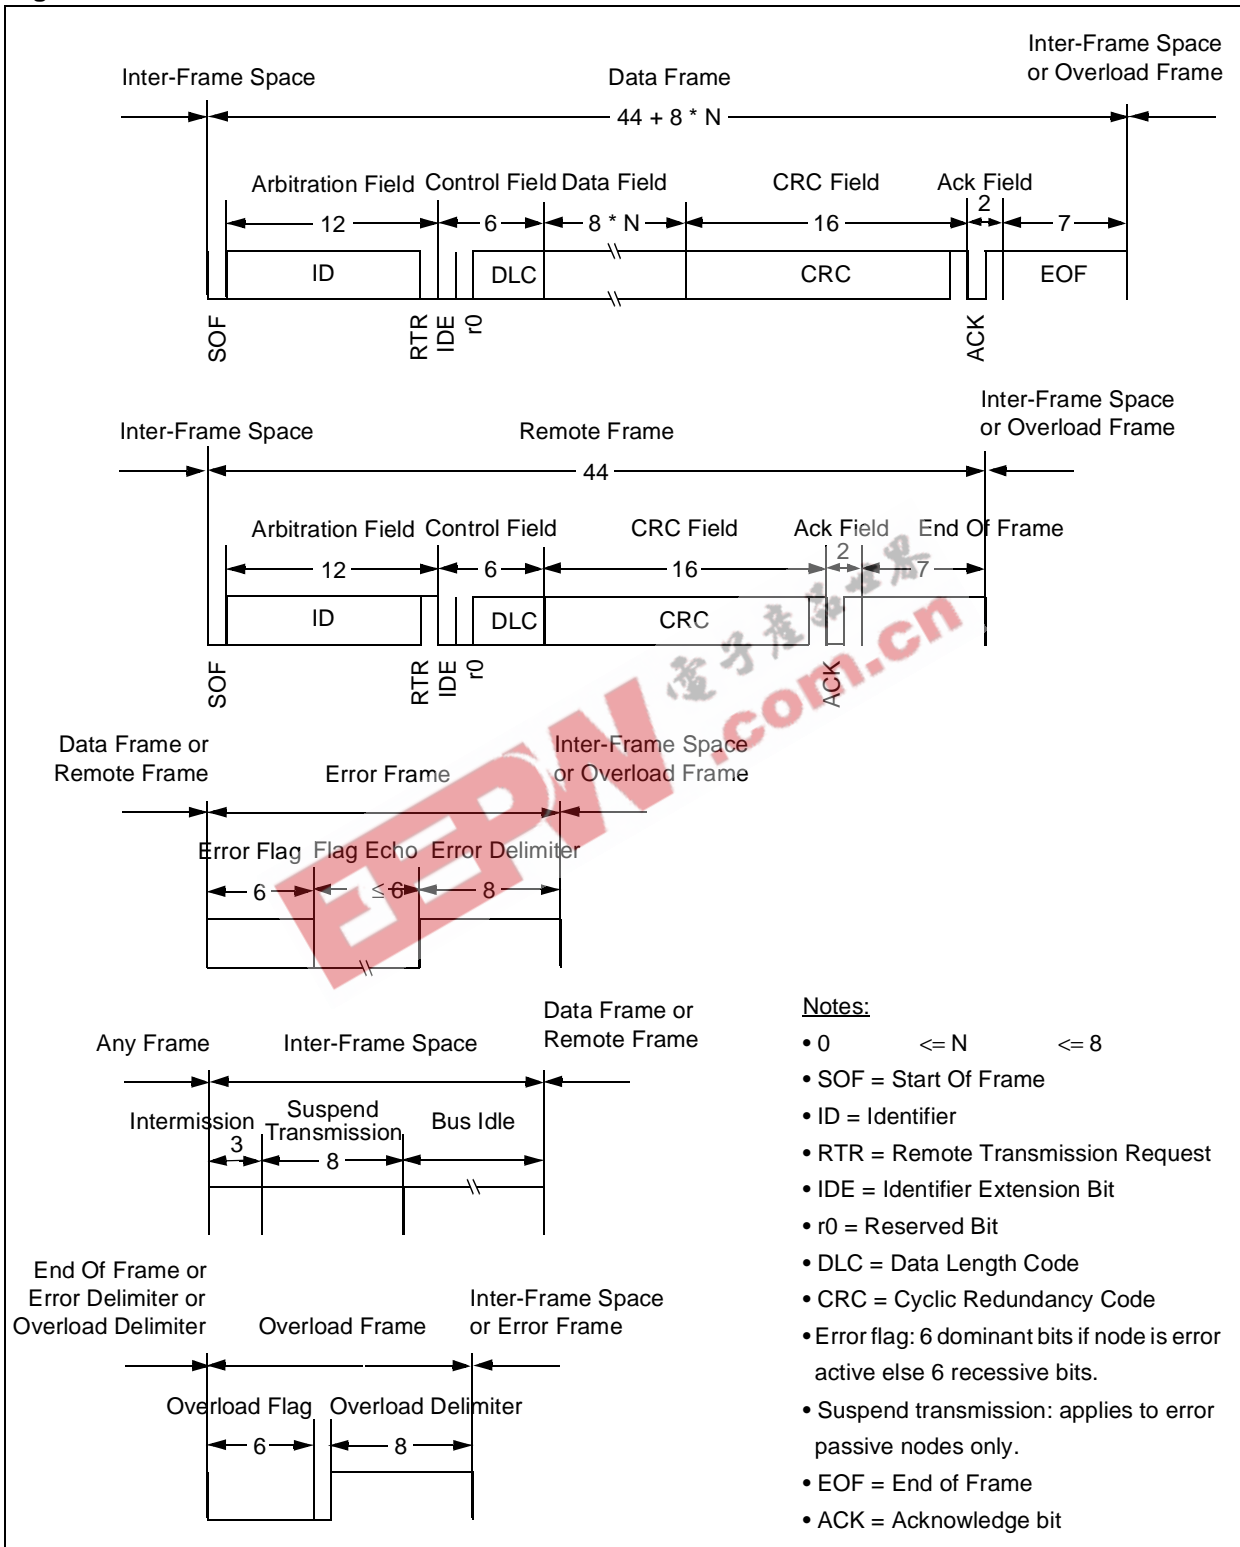 Inter-Frame Space
or Overload Frame
Inter-Frame Space
Data Frame
44 + 8 * N
Arbitration Field
Control Field
Data Field
CRC Field
Ack Field
12
6
8 * N
16
2
7
ID
DLC
CRC
EOF
SOF
RTR
IDE
r0
ACK
Inter-Frame Space
or Overload Frame
Inter-Frame Space
Remote Frame
44
Arbitration Field
Control Field
CRC Field
Ack Field
End Of Frame
12
6
16
2
7
ID
DLC
CRC
SOF
RTR
IDE
r0
ACK
電子產品世界
EEPW
.com.cn
Data Frame or
Remote Frame
Error Frame
Inter-Frame Space
or Overload Frame
Error Flag
Flag Echo
Error Delimiter
6
≤ 6
8
Any Frame
Inter-Frame Space
Data Frame or
Remote Frame
Intermission
Suspend
Transmission
Bus Idle
3
8
End Of Frame or
Error Delimiter or
Overload Delimiter
Overload Frame
Inter-Frame Space
or Error Frame
Overload Flag
Overload Delimiter
6
8
Notes:
• 0 <= N <= 8
• SOF = Start Of Frame
• ID = Identifier
• RTR = Remote Transmission Request
• IDE = Identifier Extension Bit
• r0 = Reserved Bit
• DLC = Data Length Code
• CRC = Cyclic Redundancy Code
• Error flag: 6 dominant bits if node is error
active else 6 recessive bits.
• Suspend transmission: applies to error
passive nodes only.
• EOF = End of Frame
• ACK = Acknowledge bit